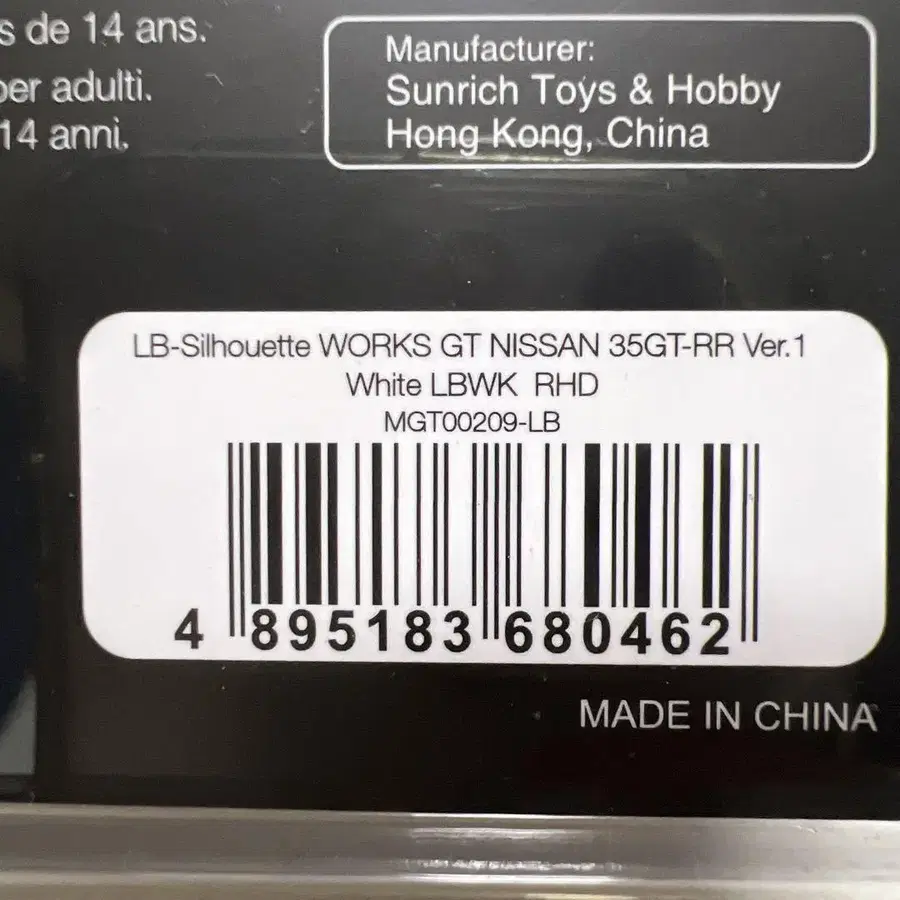 s de 14 ans.
per adulti.
14 anni.
Manufacturer:
Sunrich Toys & Hobby
Hong Kong, China
LB-Silhouette WORKS GT NISSAN 35GT-RR Ver.1
White LBWK RHD
MGT00209-LB
4 895183 680462
MADE IN CHINA